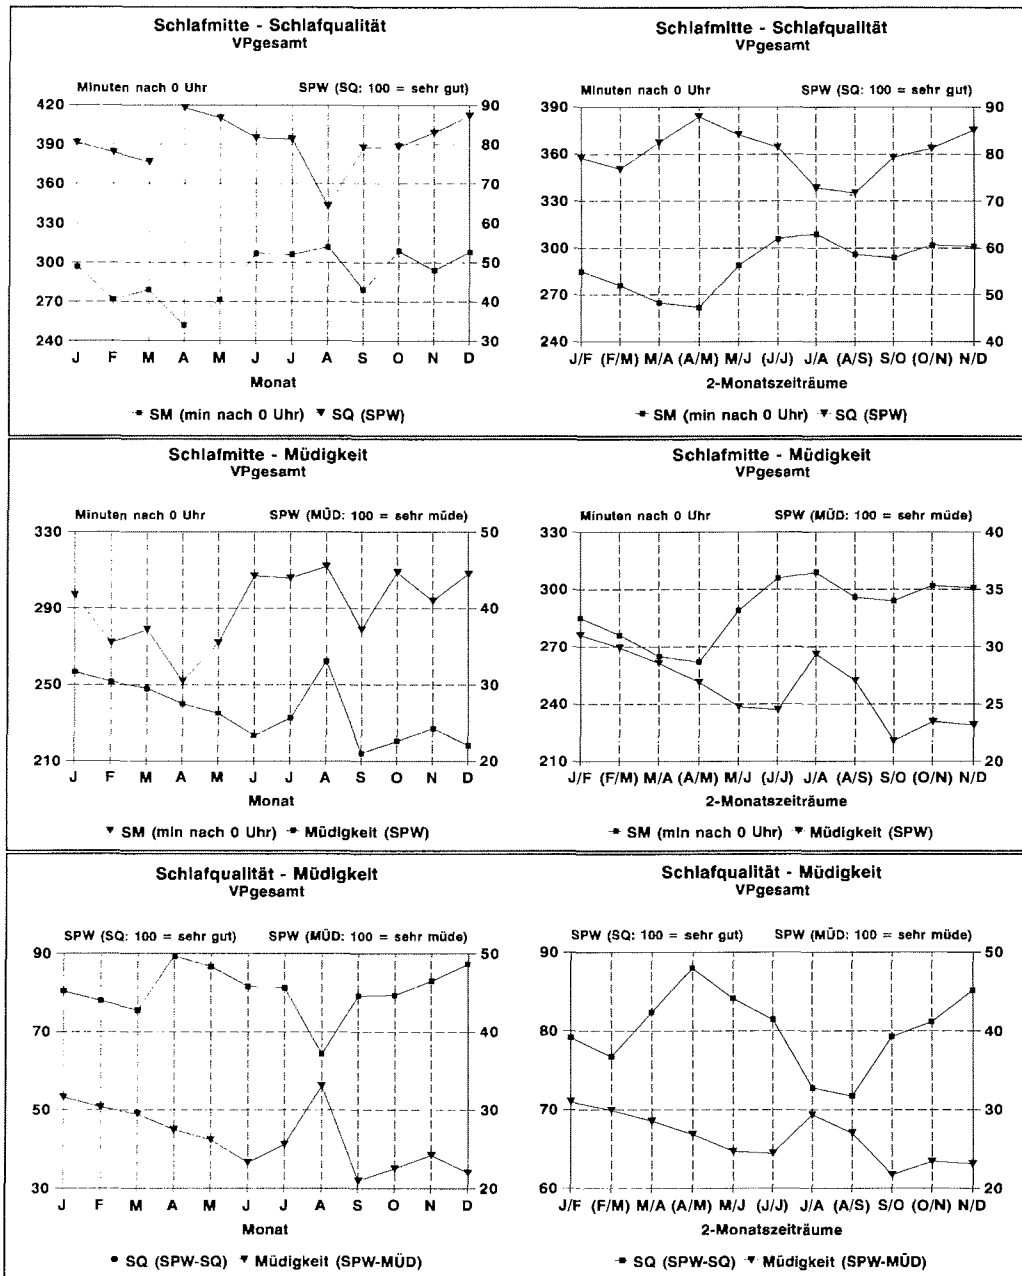 Schlafmitte - Schlafqualität
VPgesamt
Minuten nach 0 Uhr SPW (SQ: 100 = sehr gut)
420 90
390 80
360 70
330 60
300 50
270 40
240 30
J F M A M J J A S O N D
Monat
SM (min nach 0 Uhr) SQ (SPW)
Schlafmitte - Schlafqualität
VPgesamt
Minuten nach 0 Uhr SPW (SQ: 100 = sehr gut)
390 90
360 80
330 70
300 60
270 50
240 40
J/F (F/M) M/A (A/M) M/J (J/J) J/A (A/S) S/O (O/N) N/D
2-Monatszeiträume
SM (min nach 0 Uhr) SQ (SPW)
Schlafmitte - Müdigkeit
VPgesamt
Minuten nach 0 Uhr SPW (MÜD: 100 = sehr müde)
330 50
290 40
250 30
210 20
J F M A M J J A S O N D
Monat
SM (min nach 0 Uhr) Müdigkeit (SPW)
Schlafmitte - Müdigkeit
VPgesamt
Minuten nach 0 Uhr SPW (MÜD: 100 = sehr müde)
330 40
300 35
270 30
240 25
210 20
J/F (F/M) M/A (A/M) M/J (J/J) J/A (A/S) S/O (O/N) N/D
2-Monatszeiträume
SM (min nach 0 Uhr) Müdigkeit (SPW)
Schlafqualität - Müdigkeit
VPgesamt
SPW (SQ: 100 = sehr gut) SPW (MÜD: 100 = sehr müde)
90 50
70 40
50 30
30 20
J F M A M J J A S O N D
Monat
SQ (SPW-SQ) Müdigkeit (SPW-MÜD)
Schlafqualität - Müdigkeit
VPgesamt
SPW (SQ: 100 = sehr gut) SPW (MÜD: 100 = sehr müde)
90 50
80 40
70 30
60 20
J/F (F/M) M/A (A/M) M/J (J/J) J/A (A/S) S/O (O/N) N/D
2-Monatszeiträume
SQ (SPW-SQ) Müdigkeit (SPW-MÜD)